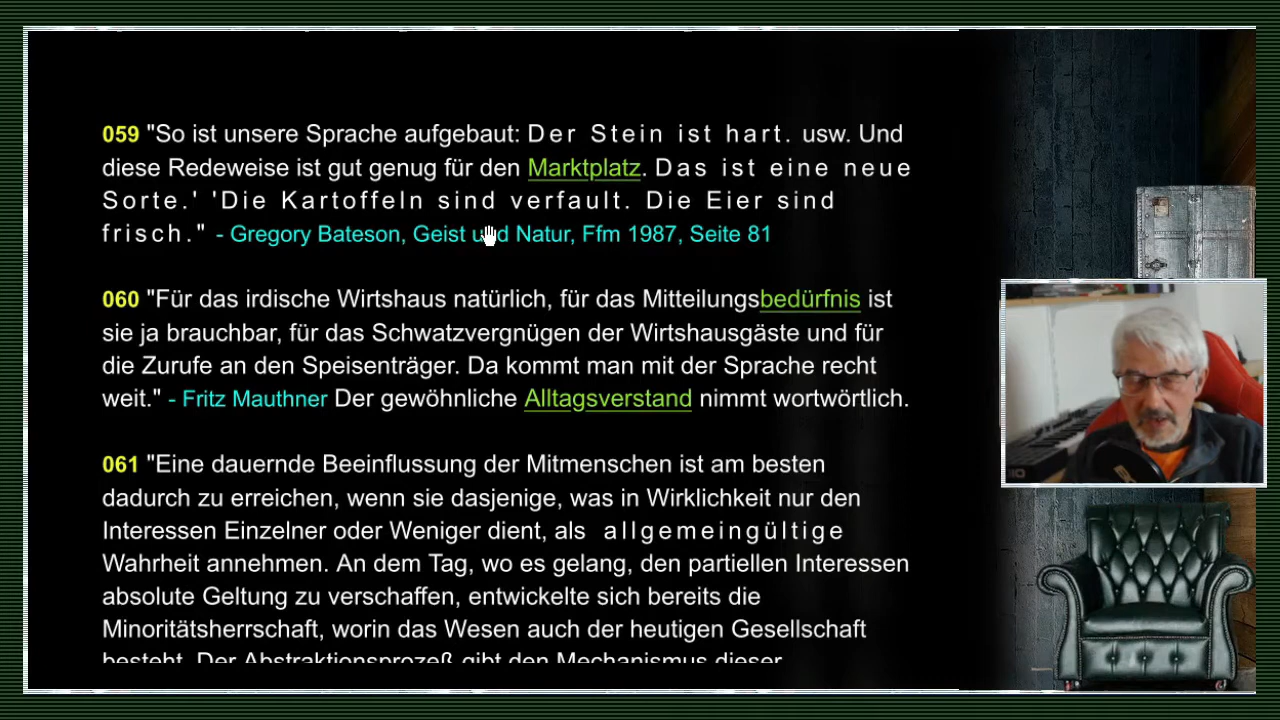 059 "So ist unsere Sprache aufgebaut: Der Stein ist hart. usw. Und
diese Redeweise ist gut genug für den Marktplatz. Das ist eine neue
Sorte.' 'Die Kartoffeln sind verfault. Die Eier sind
frisch." - Gregory Bateson, Geist und Natur, Ffm 1987, Seite 81
060 "Für das irdische Wirtshaus natürlich, für das Mitteilungsbedürfnis ist
sie ja brauchbar, für das Schwatzvergnügen der Wirtshausgäste und für
die Zurufe an den Speisenträger. Da kommt man mit der Sprache recht
weit." - Fritz Mauthner Der gewöhnliche Alltagsverstand nimmt wortwörtlich.
061 "Eine dauernde Beeinflussung der Mitmenschen ist am besten
dadurch zu erreichen, wenn sie dasjenige, was in Wirklichkeit nur den
Interessen Einzelner oder Weniger dient, als allgemeingültige
Wahrheit annehmen. An dem Tag, wo es gelang, den partiellen Interessen
absolute Geltung zu verschaffen, entwickelte sich bereits die
Minoritätsherrschaft, worin das Wesen auch der heutigen Gesellschaft
besteht. Der Abstraktionsprozeß gibt den Mechanismus dieser